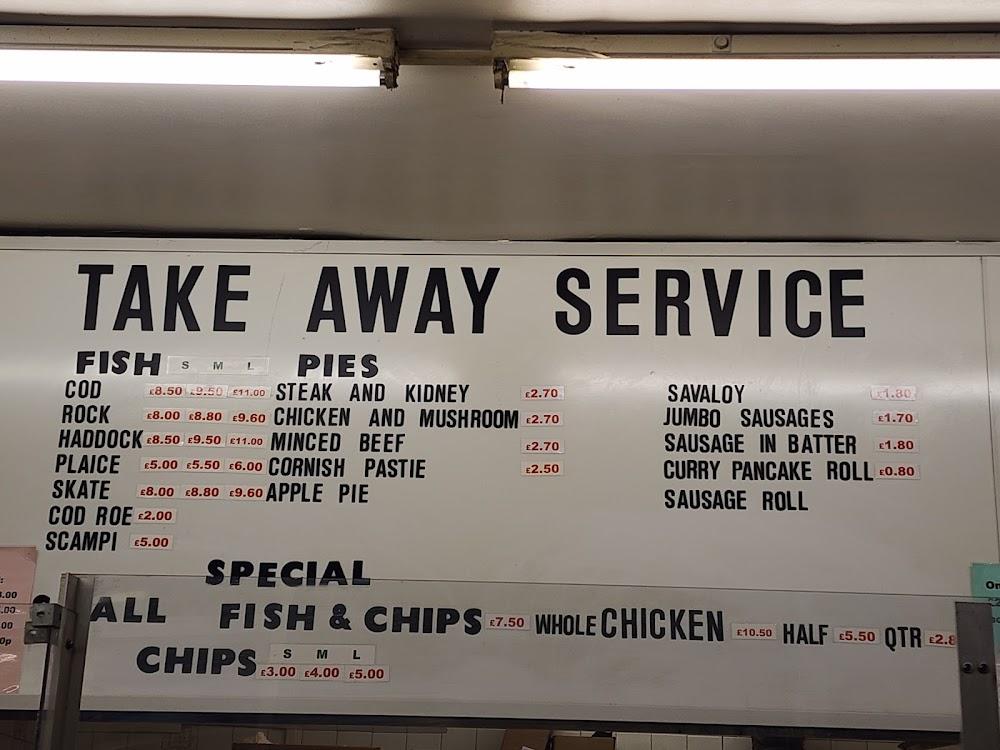 TAKE AWAY SERVICE
FISH S M L PIES
COD £8.50 £9.50 £11.00 STEAK AND KIDNEY £2.70 SAVALOY £1.80
ROCK £8.00 £8.80 £9.60 CHICKEN AND MUSHROOM £2.70 JUMBO SAUSAGES £1.70
HADDOCK £8.50 £9.50 £11.00 MINCED BEEF £2.70 SAUSAGE IN BATTER £1.80
PLAICE £5.00 £5.50 £6.00 CORNISH PASTIE £2.50 CURRY PANCAKE ROLL £0.80
SKATE £8.00 £8.80 £9.60 APPLE PIE SAUSAGE ROLL
COD ROE £2.00
SCAMPI £5.00
SPECIAL
ALL FISH & CHIPS £7.50 WHOLE CHICKEN £10.50 HALF £5.50 QTR £2.8
S M L
CHIPS £3.00 £4.00 £5.00